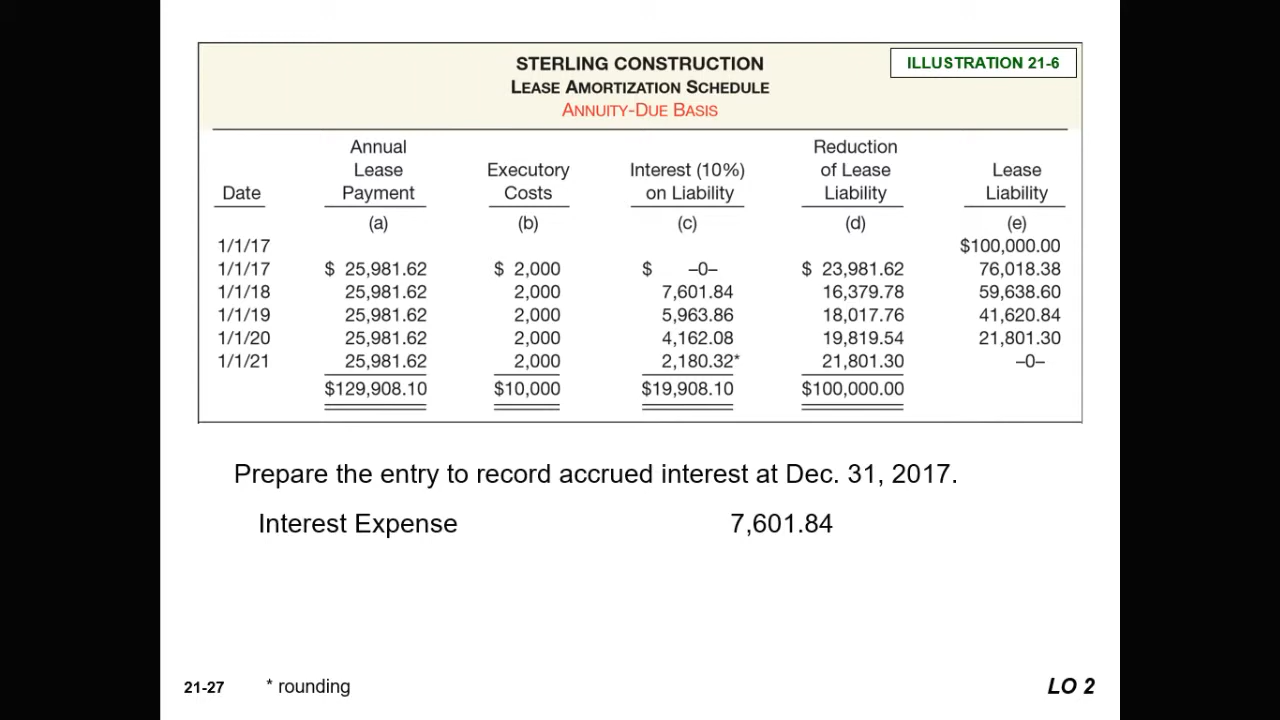 STERLING CONSTRUCTION
ILLUSTRATION 21-6
LEASE AMORTIZATION SCHEDULE
ANNUITY-DUE BASIS
Annual Reduction
Lease Executory Interest (10%) of Lease Lease
Date Payment Costs on Liability Liability Liability
(a) (b) (c) (d) (e)
1/1/17 $100,000.00
1/1/17 $ 25,981.62 $ 2,000 $ –0– $ 23,981.62 76,018.38
1/1/18 25,981.62 2,000 7,601.84 16,379.78 59,638.60
1/1/19 25,981.62 2,000 5,963.86 18,017.76 41,620.84
1/1/20 25,981.62 2,000 4,162.08 19,819.54 21,801.30
1/1/21 25,981.62 2,000 2,180.32* 21,801.30 –0–
$129,908.10 $10,000 $19,908.10 $100,000.00
Prepare the entry to record accrued interest at Dec. 31, 2017.
Interest Expense 7,601.84
21-27 * rounding LO 2